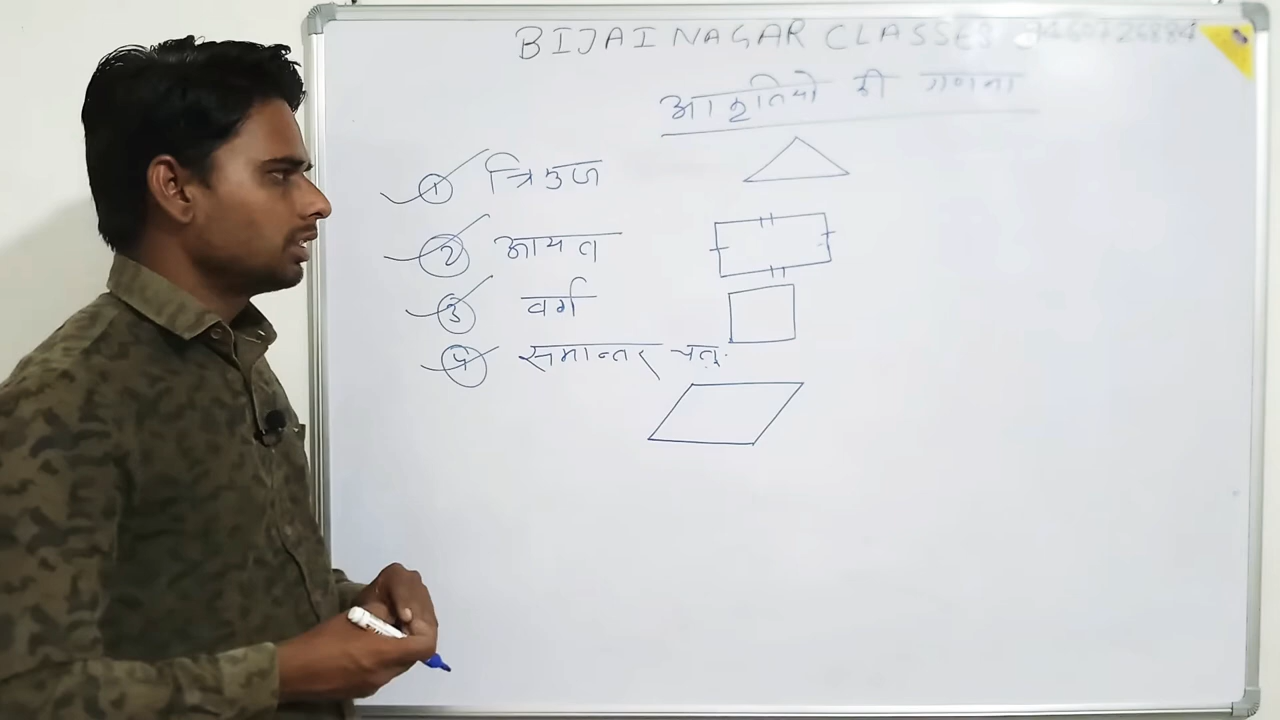 BIJAINAGAR CLASSES
आकृतियो की गणना
① त्रिभुज
② आयत
③ वर्ग
④ समान्तर चतु.